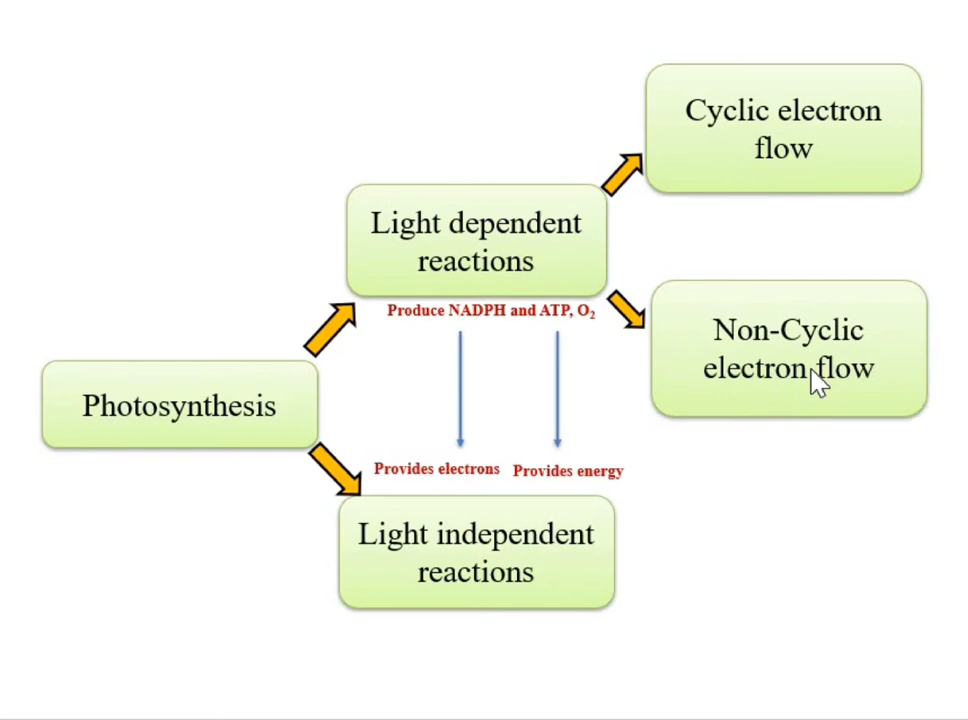 Cyclic electron
flow
Light dependent
reactions
Produce NADPH and ATP, O₂
Non-Cyclic
electron flow
Photosynthesis
Provides electrons
Provides energy
Light independent
reactions